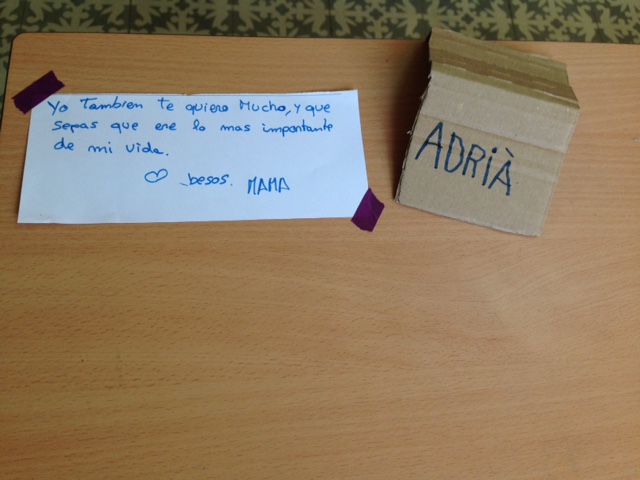 Yo Tambien te quiero Mucho, y que
sepas que ere lo mas importante
de mi vida.
besos. MAMA
ADRIÀ